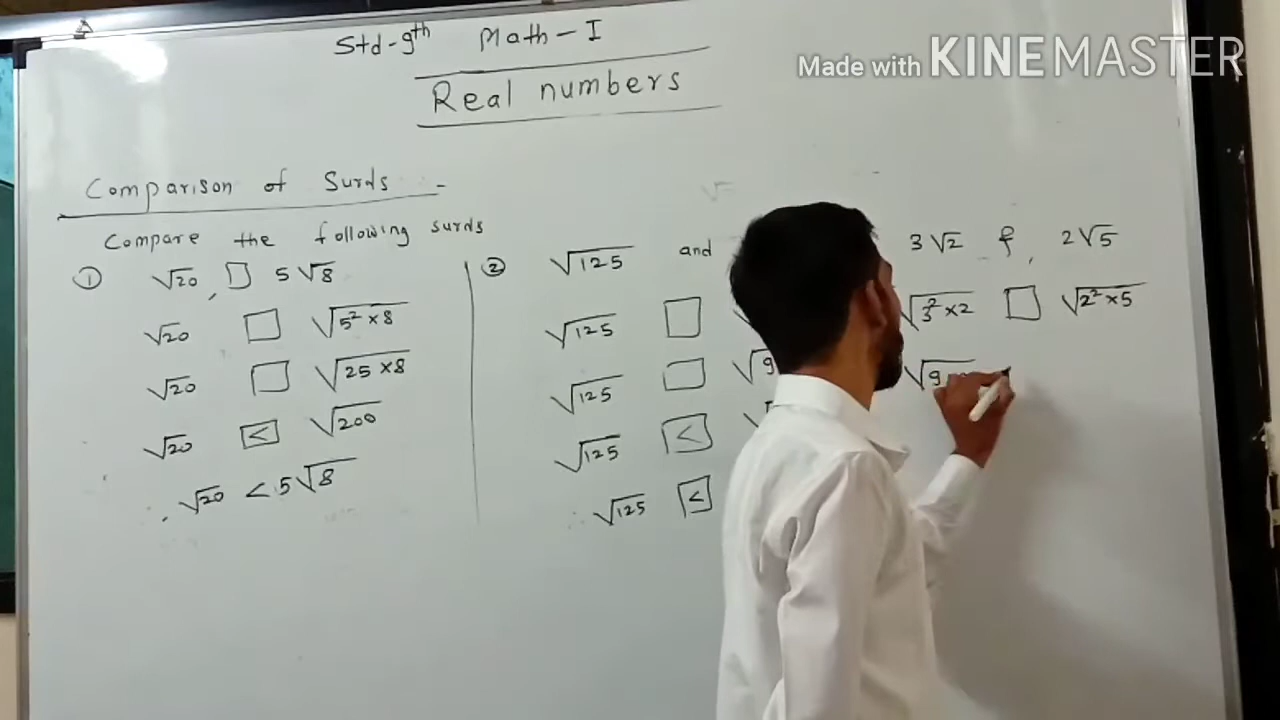 Made with KINEMASTER
Std-9th Math-I
Real numbers
Comparison of Surds -
Compare the following surds
① √20, □ 5√8
√20 □ √5²×8
√20 □ √25×8
√20 < √200
∴ √20 < 5√8
② √125 and
√125 □
√125 □ √9
√125 <
∴ √125 <
3√2 & 2√5
√3²×2 □ √2²×5
√9